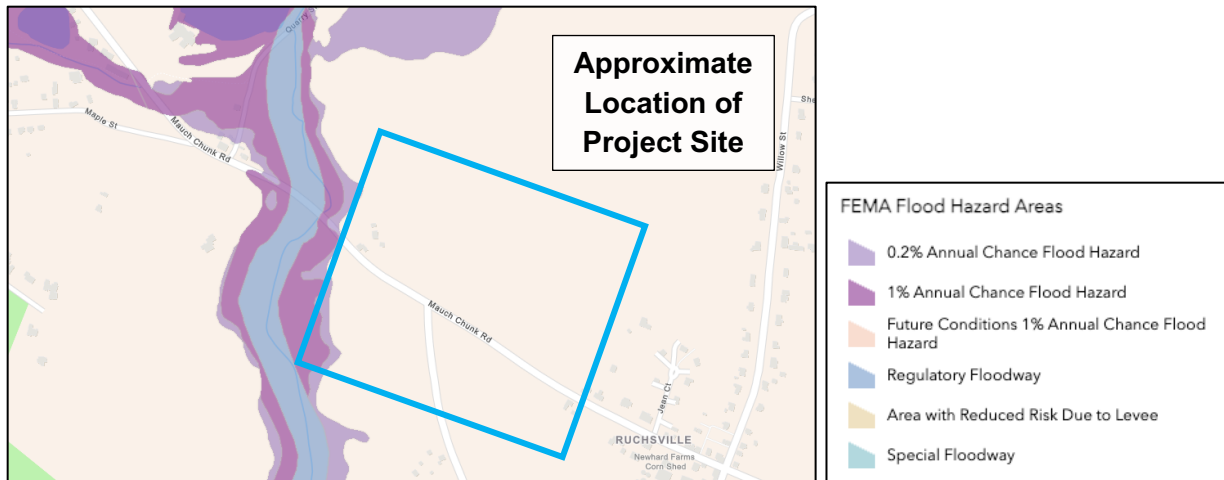 Quarry
Approximate
Location of
Project Site
Maple St
Mauch Chunk Rd
Willow St
Mauch Chunk Rd
Jean Ct
RUCHSVILLE
Newhard Farms
Corn Shed
FEMA Flood Hazard Areas
0.2% Annual Chance Flood Hazard
1% Annual Chance Flood Hazard
Future Conditions 1% Annual Chance Flood
Hazard
Regulatory Floodway
Area with Reduced Risk Due to Levee
Special Floodway